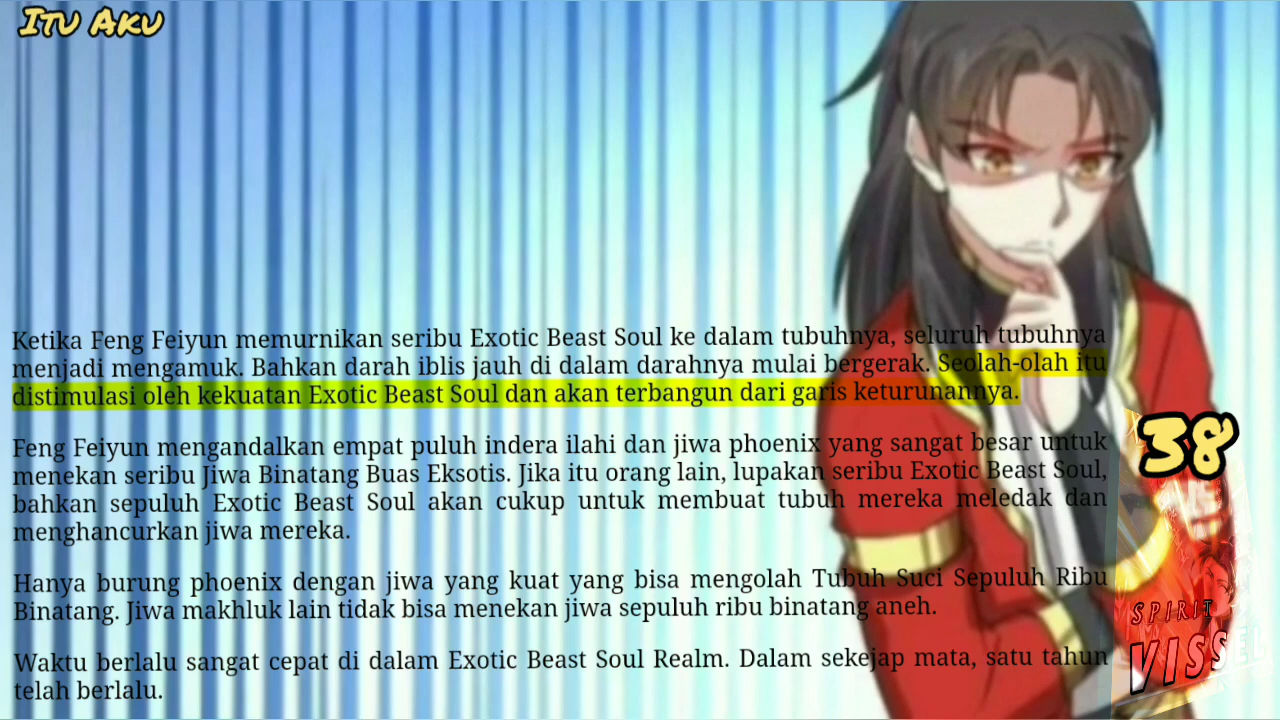 Itu Aku
Ketika Feng Feiyun memurnikan seribu Exotic Beast Soul ke dalam tubuhnya, seluruh tubuhnya
menjadi mengamuk. Bahkan darah iblis jauh di dalam darahnya mulai bergerak. Seolah-olah itu
distimulasi oleh kekuatan Exotic Beast Soul dan akan terbangun dari garis keturunannya.
Feng Feiyun mengandalkan empat puluh indera ilahi dan jiwa phoenix yang sangat besar untuk
menekan seribu Jiwa Binatang Buas Eksotis. Jika itu orang lain, lupakan seribu Exotic Beast Soul,
bahkan sepuluh Exotic Beast Soul akan cukup untuk membuat tubuh mereka meledak dan
menghancurkan jiwa mereka.
Hanya burung phoenix dengan jiwa yang kuat yang bisa mengolah Tubuh Suci Sepuluh Ribu
Binatang. Jiwa makhluk lain tidak bisa menekan jiwa sepuluh ribu binatang aneh.
Waktu berlalu sangat cepat di dalam Exotic Beast Soul Realm. Dalam sekejap mata, satu tahun
telah berlalu.
38
SPIRIT
VISSEL